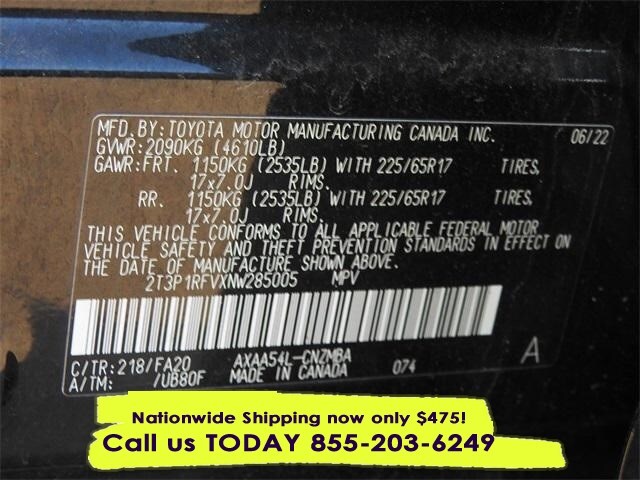 MFD.BY:TOYOTA MOTOR MANUFACTURING CANADA INC. 06/22
GVWR:2090KG (4610LB)
GAWR:FRT. 1150KG (2535LB) WITH 225/65R17 TIRES,
17x7.0J RIMS.
RR. 1150KG (2535LB) WITH 225/65R17 TIRES,
17x7.0J RIMS.
THIS VEHICLE CONFORMS TO ALL APPLICABLE FEDERAL MOTOR
VEHICLE SAFETY AND THEFT PREVENTION STANDARDS IN EFFECT ON
THE DATE OF MANUFACTURE SHOWN ABOVE.
2T3P1RFVXNW285005 MPV
C/TR:218/FA20 AXAA54L-CNZMBA 074 A
A/TM: /UB80F MADE IN CANADA
Nationwide Shipping now only $475!
Call us TODAY 855-203-6249